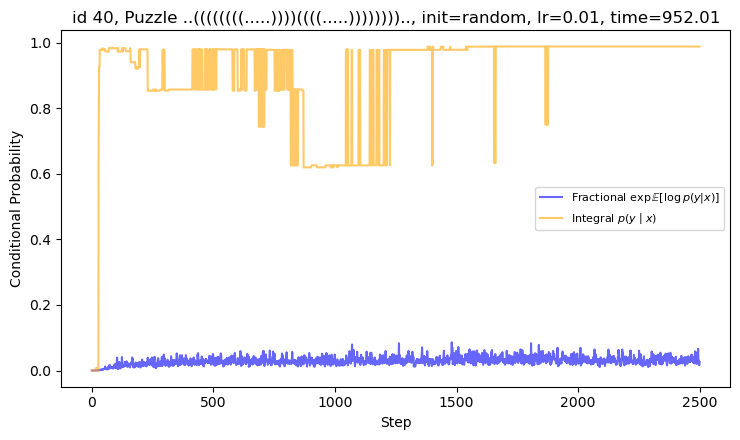 id 40, Puzzle ..((((((((.....))))((((.....)))))))).., init=random, lr=0.01, time=952.01
Conditional Probability
1.0
0.8
0.6
0.4
0.2
0.0
Fractional exp𝔼[log p(y|x)]
Integral p(y | x)
0 500 1000 1500 2000 2500
Step